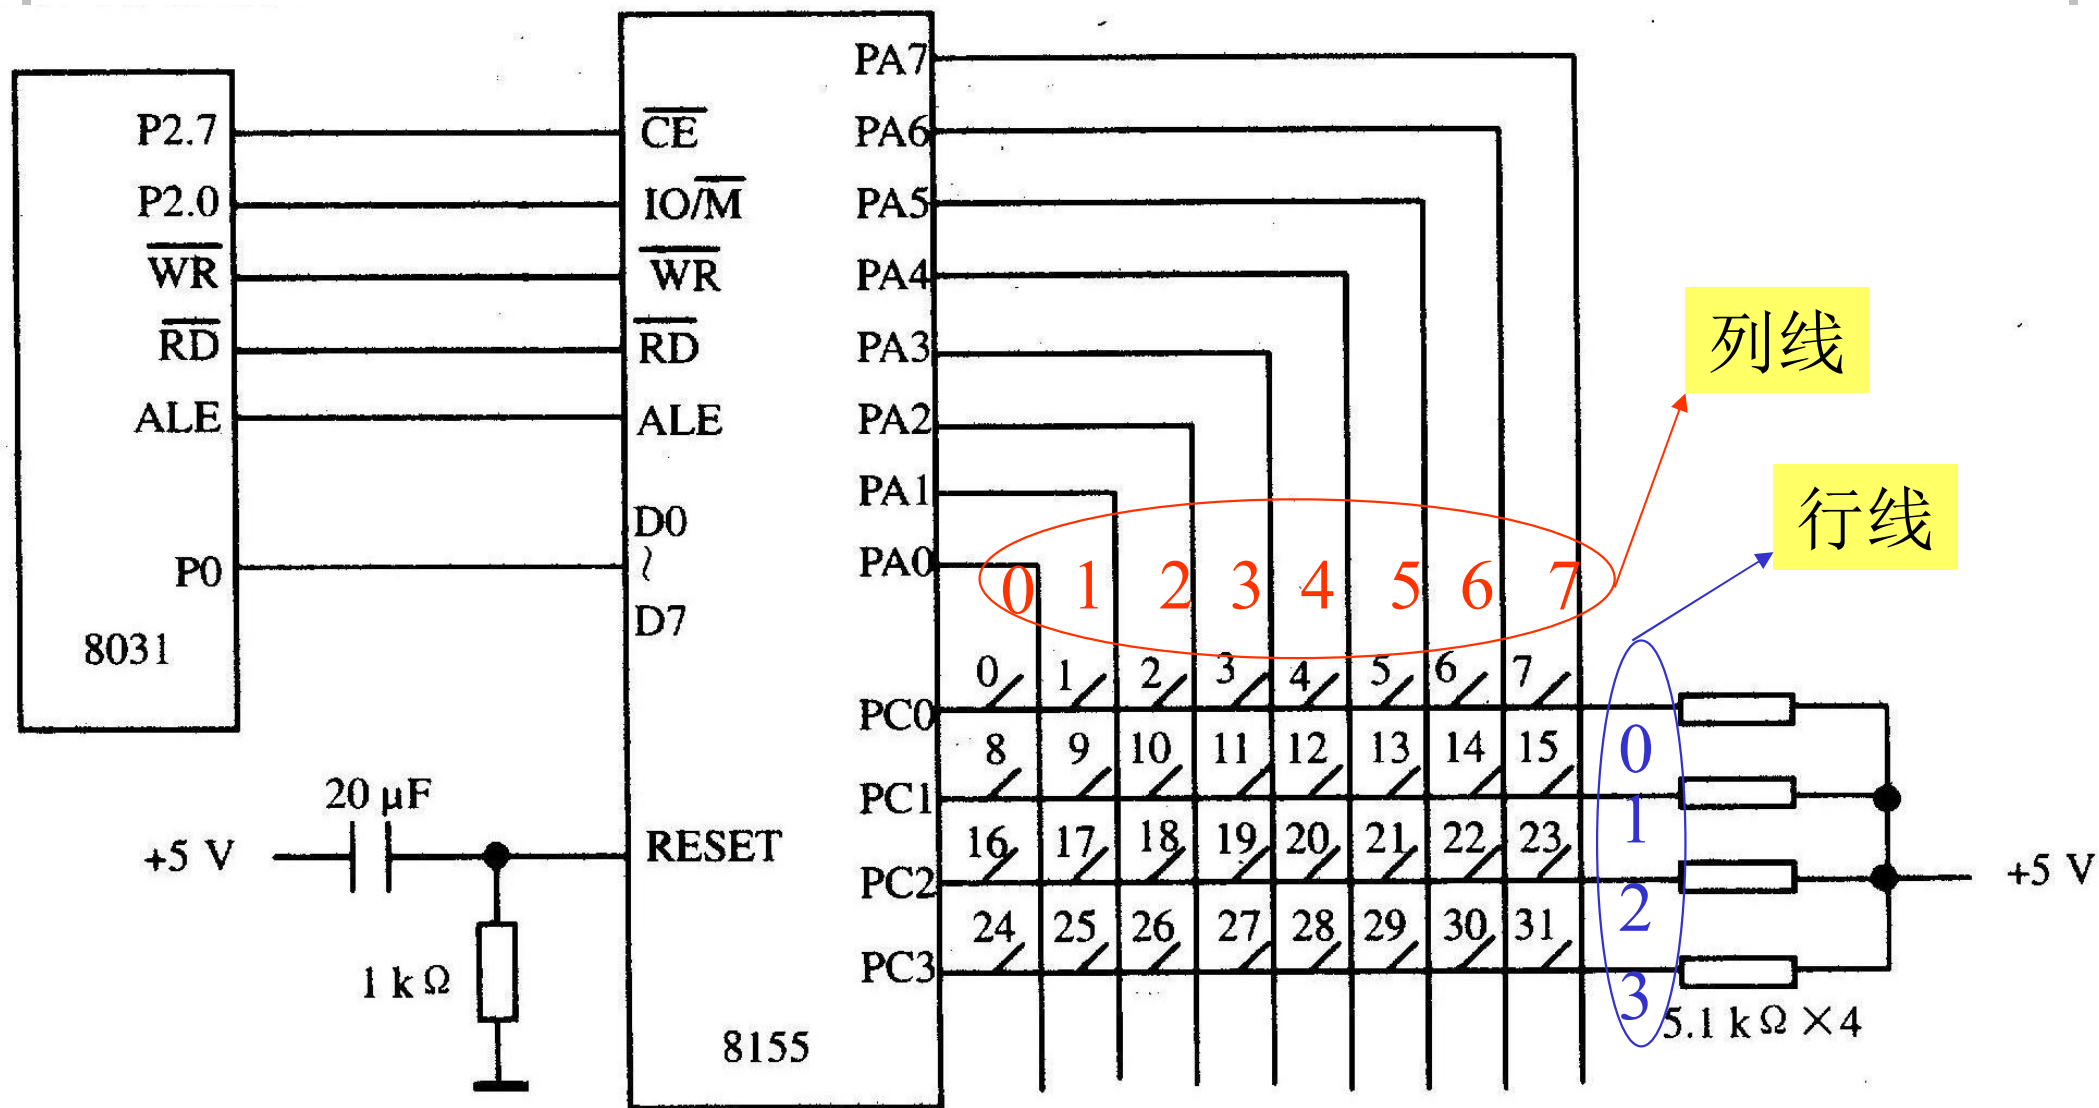 P2.7
P2.0
WR
RD
ALE
P0
8031
CE
IO/M
WR
RD
ALE
D0
~
D7
RESET
8155
PA7
PA6
PA5
PA4
PA3
PA2
PA1
PA0
PC0
PC1
PC2
PC3
0 1 2 3 4 5 6 7
列线
行线
0 1 2 3 4 5 6 7
8 9 10 11 12 13 14 15
16 17 18 19 20 21 22 23
24 25 26 27 28 29 30 31
0
1
2
3
5.1 kΩ ×4
+5 V
20 μF
+5 V
1 kΩ